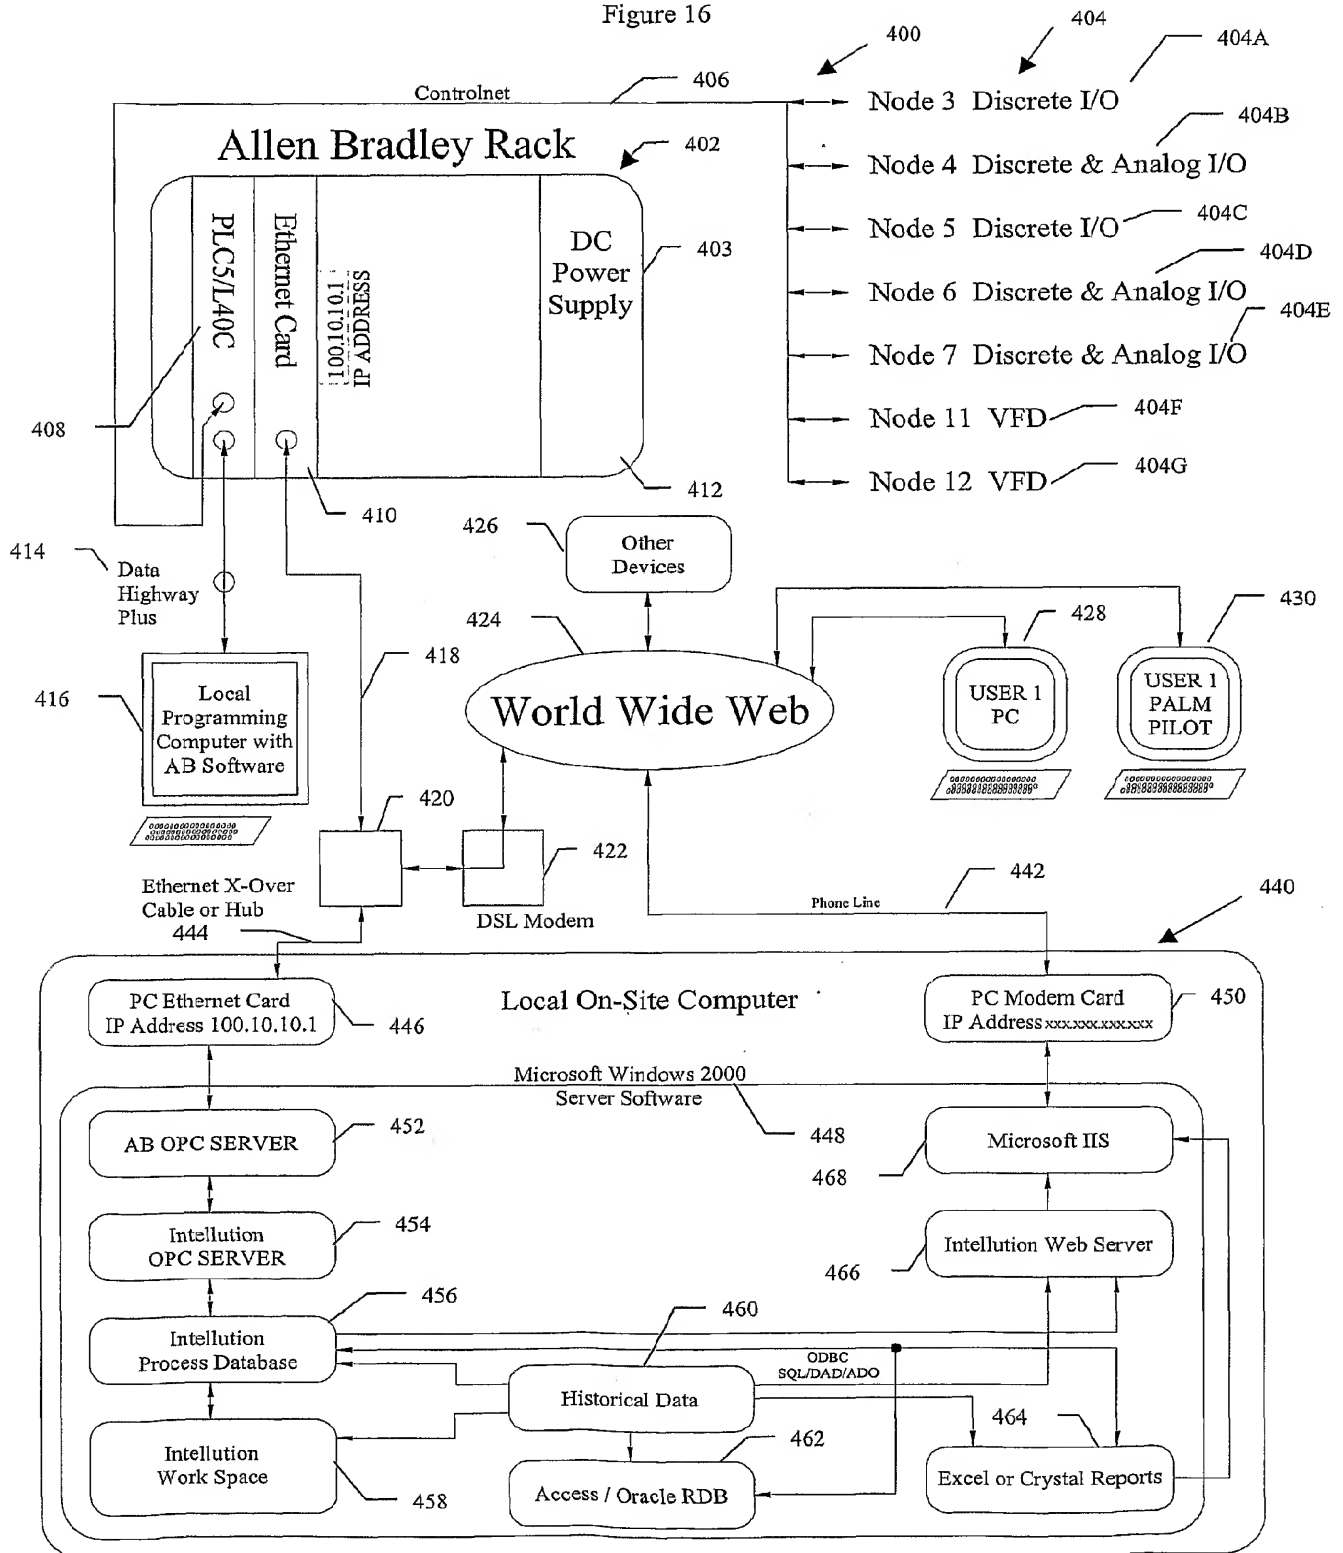 Figure 16
400
404
404A
Controlnet
406
Node 3 Discrete I/O
404B
Allen Bradley Rack
402
Node 4 Discrete & Analog I/O
PLC5/L40C
Ethernet Card
100.10.10.1
IP ADDRESS
DC
Power
Supply
403
Node 5 Discrete I/O
404C
404D
Node 6 Discrete & Analog I/O
404E
Node 7 Discrete & Analog I/O
408
Node 11 VFD
404F
412
Node 12 VFD
404G
410
414
Data
Highway
Plus
426
Other
Devices
424
428
430
418
416
Local
Programming
Computer with
AB Software
World Wide Web
USER 1
PC
USER 1
PALM
PILOT
420
422
Ethernet X-Over
Cable or Hub
444
DSL Modem
442
Phone Line
440
PC Ethernet Card
IP Address 100.10.10.1
446
Local On-Site Computer
PC Modem Card
IP Address xxx.xxx.xxx.xxx
450
Microsoft Windows 2000
Server Software
448
AB OPC SERVER
452
Microsoft IIS
468
Intellution
OPC SERVER
454
Intellution Web Server
466
456
460
Intellution
Process Database
ODBC
SQL/DAD/ADO
Historical Data
464
462
Intellution
Work Space
458
Access / Oracle RDB
Excel or Crystal Reports